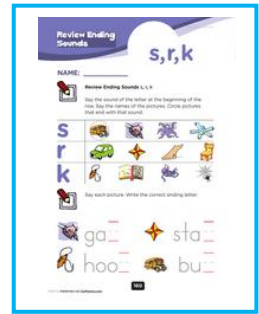 Review Ending
Sounds
s,r,k
NAME:
Review Ending Sounds s, r, k
Say the sound of the letter at the beginning of the
row. Say the names of the pictures. Circle pictures
that end with that sound.
s
r
k
Say each picture. Write the correct ending letter.
ga
sta
hoo
bu
160